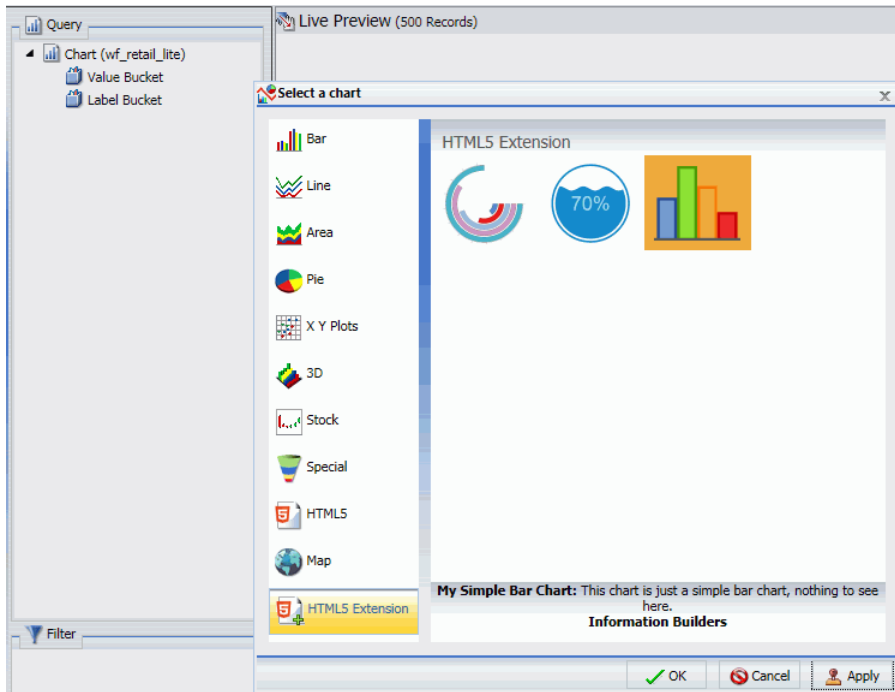 Query
Live Preview (500 Records)
Chart (wf_retail_lite)
Value Bucket
Label Bucket
Select a chart
x
Bar
Line
Area
Pie
X Y Plots
3D
Stock
Special
HTML5
Map
HTML5 Extension
HTML5 Extension
70%
My Simple Bar Chart: This chart is just a simple bar chart, nothing to see
here.
Information Builders
Filter
OK
Cancel
Apply